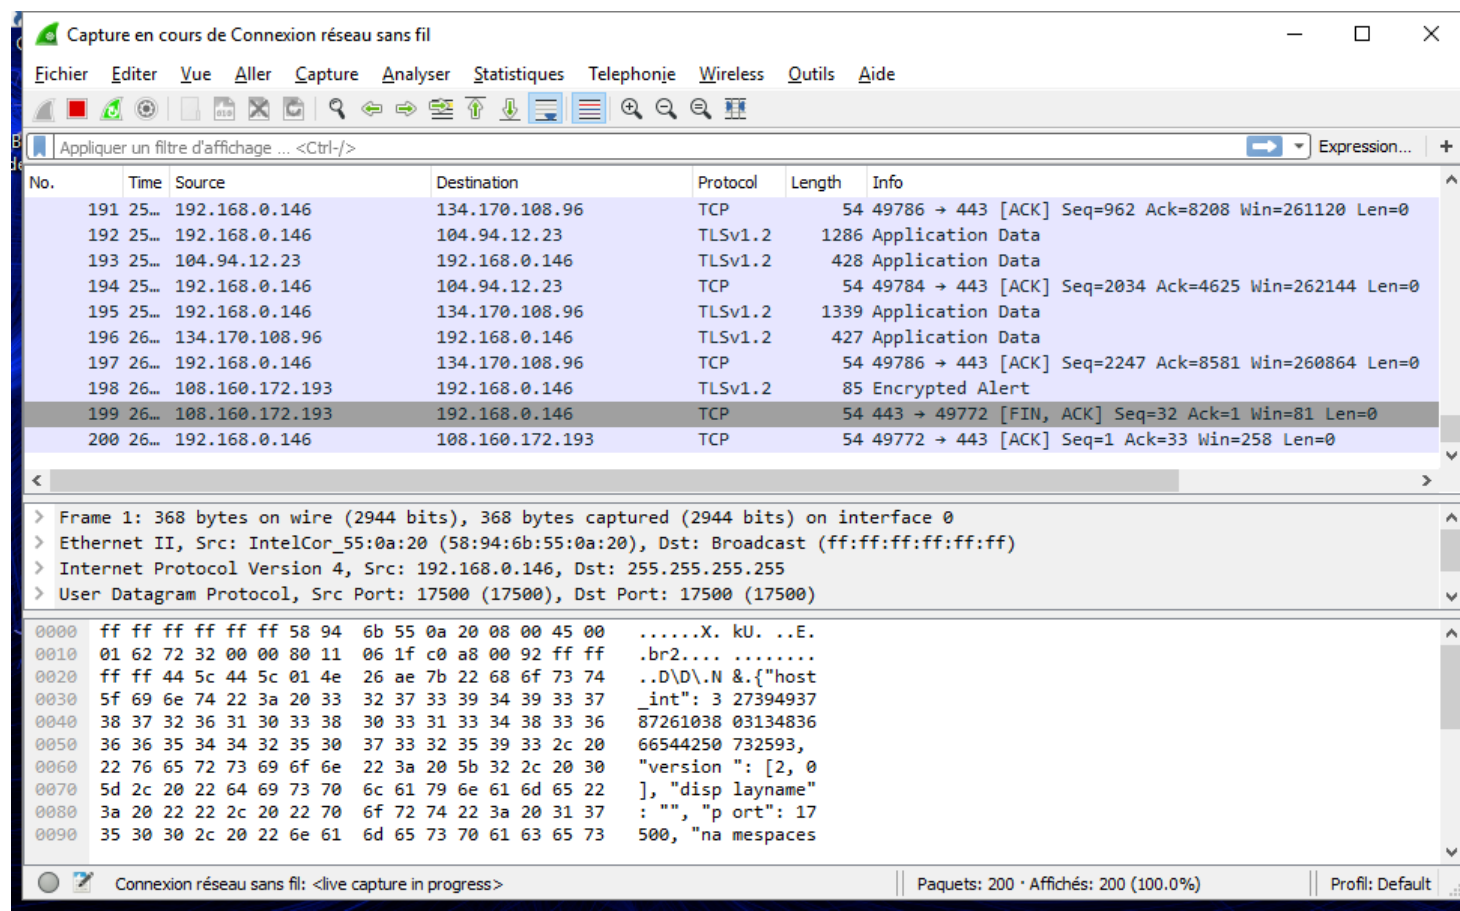 Capture en cours de Connexion réseau sans fil
Fichier Editer Vue Aller Capture Analyser Statistiques Telephonie Wireless Outils Aide
Appliquer un filtre d'affichage ... <Ctrl-/> Expression... +
No. Time Source Destination Protocol Length Info
191 25… 192.168.0.146 134.170.108.96 TCP 54 49786 → 443 [ACK] Seq=962 Ack=8208 Win=261120 Len=0
192 25… 192.168.0.146 104.94.12.23 TLSv1.2 1286 Application Data
193 25… 104.94.12.23 192.168.0.146 TLSv1.2 428 Application Data
194 25… 192.168.0.146 104.94.12.23 TCP 54 49784 → 443 [ACK] Seq=2034 Ack=4625 Win=262144 Len=0
195 25… 192.168.0.146 134.170.108.96 TLSv1.2 1339 Application Data
196 26… 134.170.108.96 192.168.0.146 TLSv1.2 427 Application Data
197 26… 192.168.0.146 134.170.108.96 TCP 54 49786 → 443 [ACK] Seq=2247 Ack=8581 Win=260864 Len=0
198 26… 108.160.172.193 192.168.0.146 TLSv1.2 85 Encrypted Alert
199 26… 108.160.172.193 192.168.0.146 TCP 54 443 → 49772 [FIN, ACK] Seq=32 Ack=1 Win=81 Len=0
200 26… 192.168.0.146 108.160.172.193 TCP 54 49772 → 443 [ACK] Seq=1 Ack=33 Win=258 Len=0
> Frame 1: 368 bytes on wire (2944 bits), 368 bytes captured (2944 bits) on interface 0
> Ethernet II, Src: IntelCor_55:0a:20 (58:94:6b:55:0a:20), Dst: Broadcast (ff:ff:ff:ff:ff:ff)
> Internet Protocol Version 4, Src: 192.168.0.146, Dst: 255.255.255.255
> User Datagram Protocol, Src Port: 17500 (17500), Dst Port: 17500 (17500)
0000 ff ff ff ff ff ff 58 94 6b 55 0a 20 08 00 45 00 ......X. kU. ..E.
0010 01 62 72 32 00 00 80 11 06 1f c0 a8 00 92 ff ff .br2.... ........
0020 ff ff 44 5c 44 5c 01 4e 26 ae 7b 22 68 6f 73 74 ..D\D\.N &.{"host
0030 5f 69 6e 74 22 3a 20 33 32 37 33 39 34 39 33 37 _int": 3 27394937
0040 38 37 32 36 31 30 33 38 30 33 31 33 34 38 33 36 87261038 03134836
0050 36 36 35 34 34 32 35 30 37 33 32 35 39 33 2c 20 66544250 732593,
0060 22 76 65 72 73 69 6f 6e 22 3a 20 5b 32 2c 20 30 "version ": [2, 0
0070 5d 2c 20 22 64 69 73 70 6c 61 79 6e 61 6d 65 22 ], "disp layname"
0080 3a 20 22 22 2c 20 22 70 6f 72 74 22 3a 20 31 37 : "", "p ort": 17
0090 35 30 30 2c 20 22 6e 61 6d 65 73 70 61 63 65 73 500, "na mespaces
Connexion réseau sans fil: <live capture in progress> Paquets: 200 · Affichés: 200 (100.0%) Profil: Default